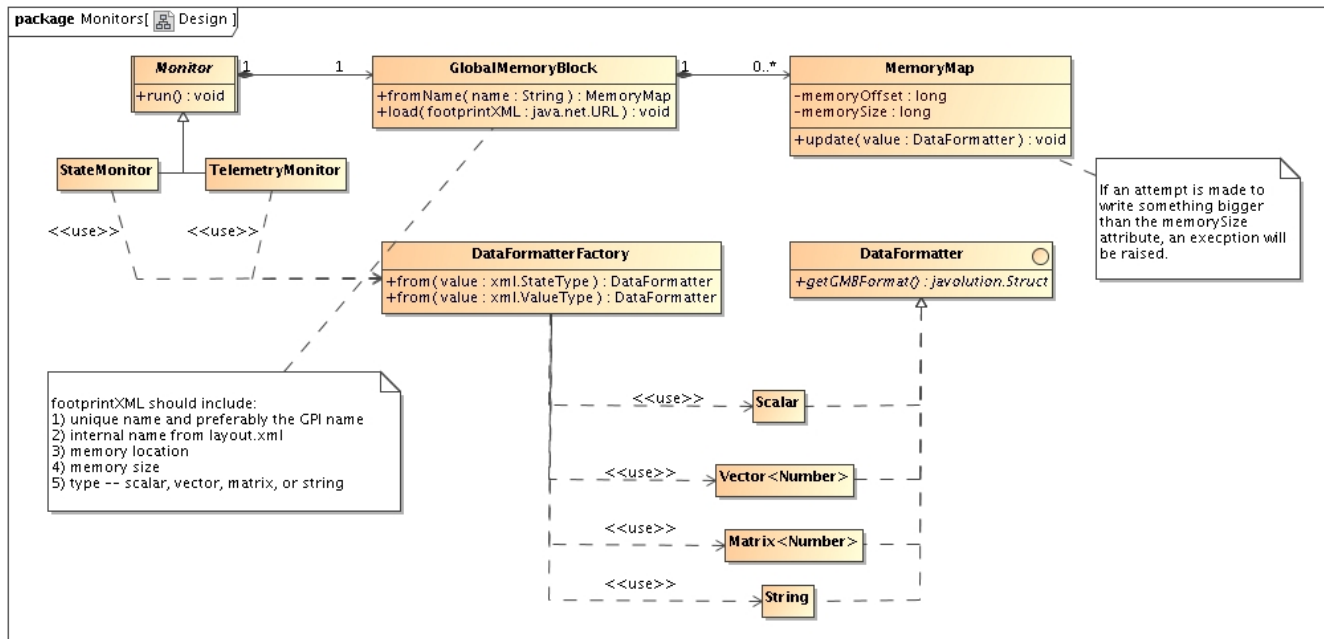 package Monitors[ Design ]
Monitor
+run() : void
1
1
GlobalMemoryBlock
+fromName( name : String ) : MemoryMap
+load( footprintXML : java.net.URL ) : void
1
0..*
MemoryMap
-memoryOffset : long
-memorySize : long
+update( value : DataFormatter ) : void
StateMonitor
TelemetryMonitor
<<use>>
<<use>>
If an attempt is made to
write something bigger
than the memorySize
attribute, an execption will
be raised.
DataFormatterFactory
+from( value : xml.StateType ) : DataFormatter
+from( value : xml.ValueType ) : DataFormatter
DataFormatter
+getGMBFormat() : javolution.Struct
footprintXML should include:
1) unique name and preferably the GPI name
2) internal name from layout.xml
3) memory location
4) memory size
5) type -- scalar, vector, matrix, or string
<<use>>
Scalar
<<use>>
Vector<Number>
<<use>>
Matrix<Number>
<<use>>
String